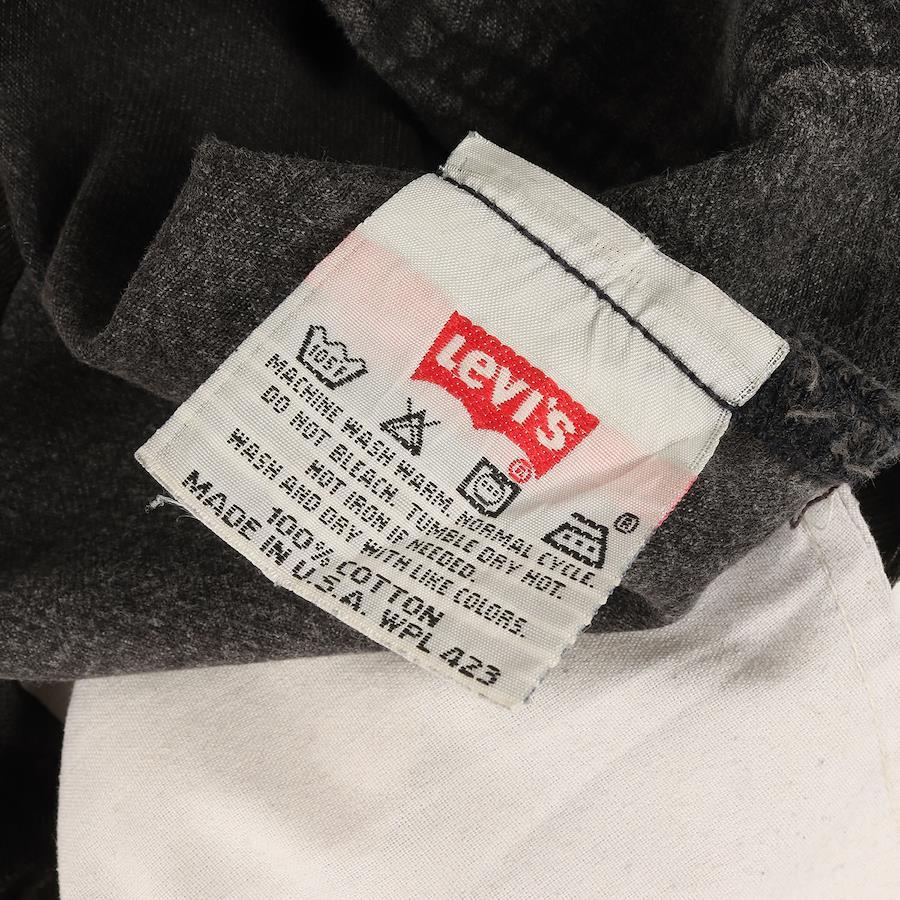 Levi's
®
105F
®
MACHINE WASH WARM, NORMAL CYCLE.
DO NOT BLEACH. TUMBLE DRY HOT.
HOT IRON IF NEEDED.
WASH AND DRY WITH LIKE COLORS.
100% COTTON
MADE IN U.S.A. WPL 423